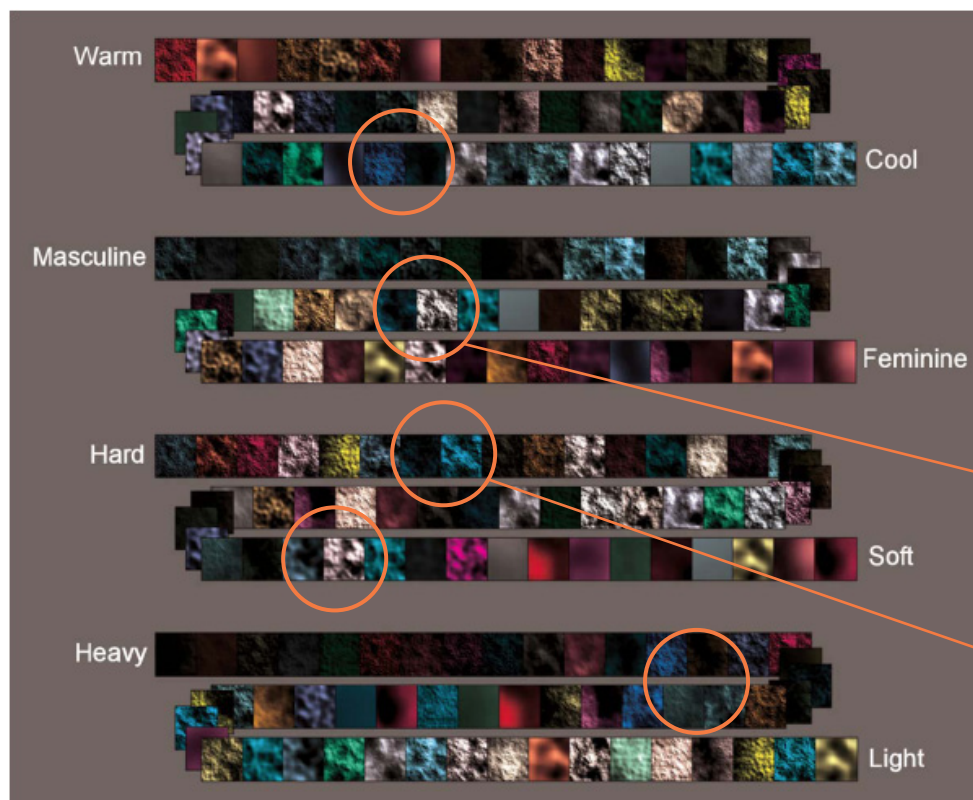 Warm
Cool
Masculine
Feminine
Hard
Soft
Heavy
Light